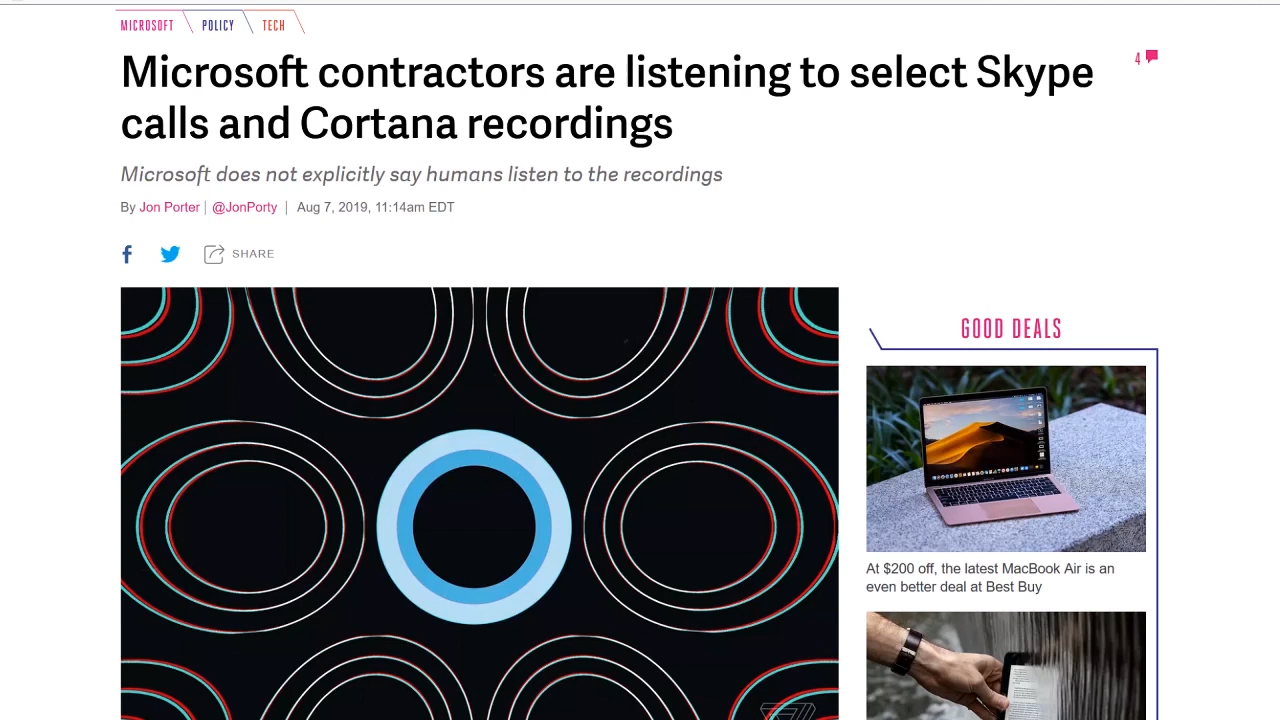 MICROSOFT POLICY TECH
Microsoft contractors are listening to select Skype
calls and Cortana recordings
4
Microsoft does not explicitly say humans listen to the recordings
By Jon Porter | @JonPorty | Aug 7, 2019, 11:14am EDT
SHARE
GOOD DEALS
At $200 off, the latest MacBook Air is an
even better deal at Best Buy